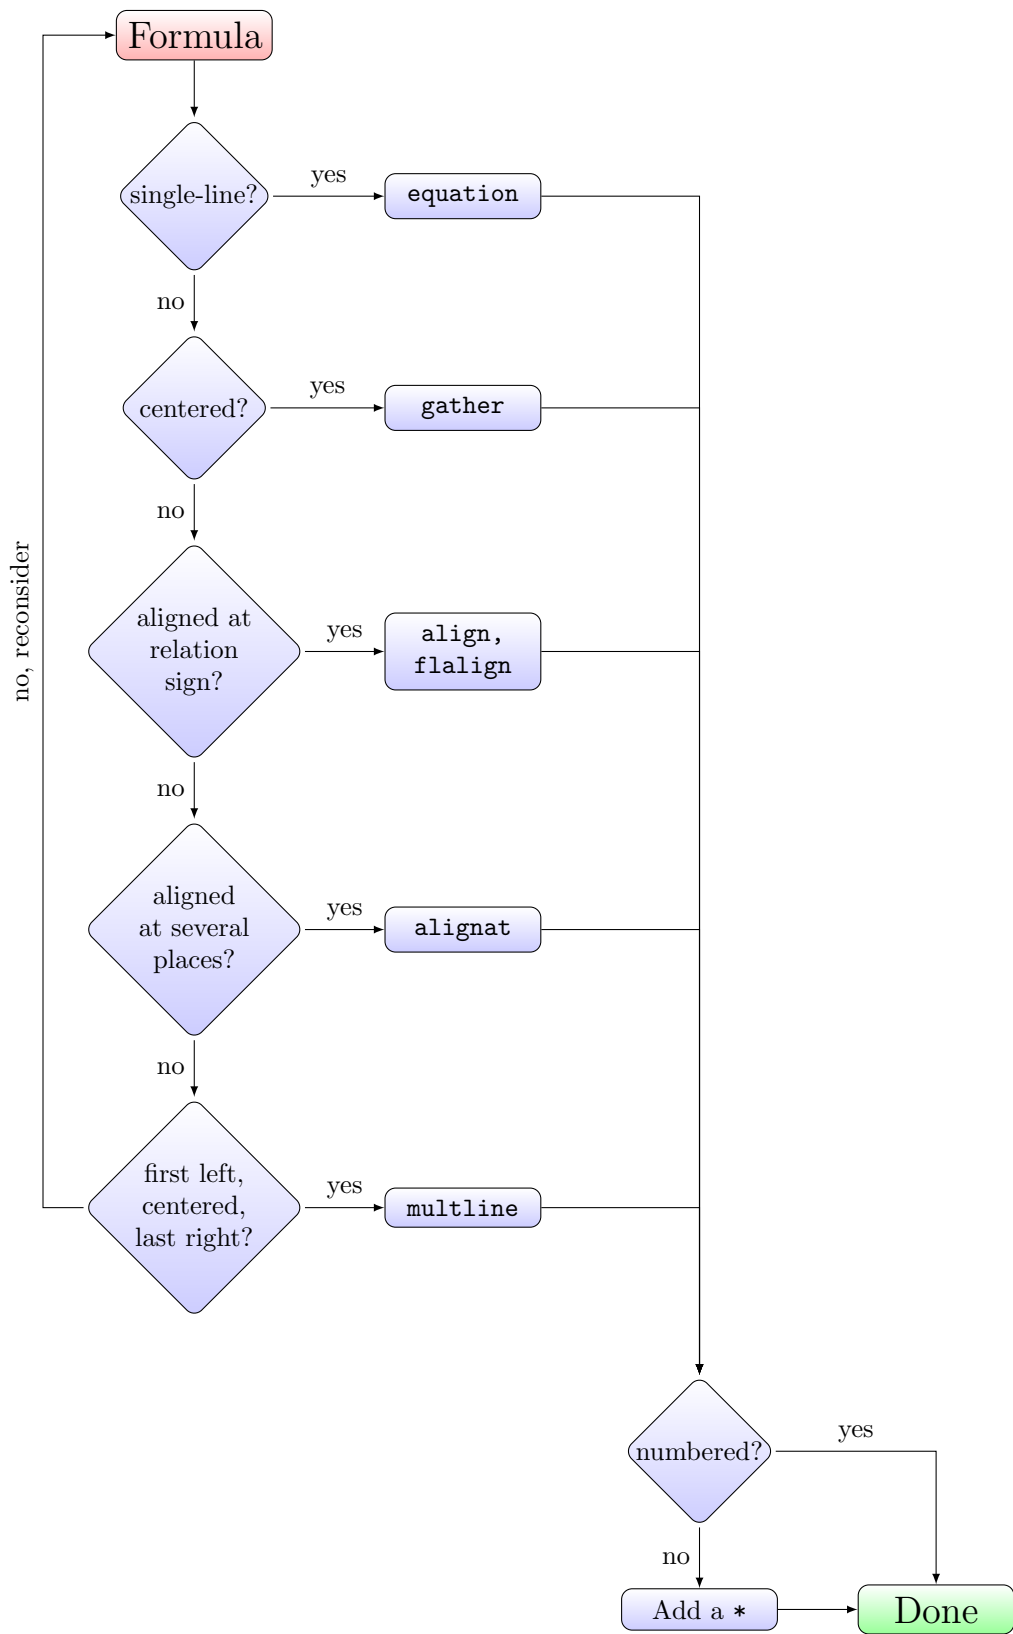 Formula
single-line?
yes
equation
no
centered?
yes
gather
no
aligned at
relation
sign?
yes
align,
flalign
no, reconsider
no
aligned
at several
places?
yes
alignat
no
first left,
centered,
last right?
yes
multline
numbered?
yes
no
Add a *
Done